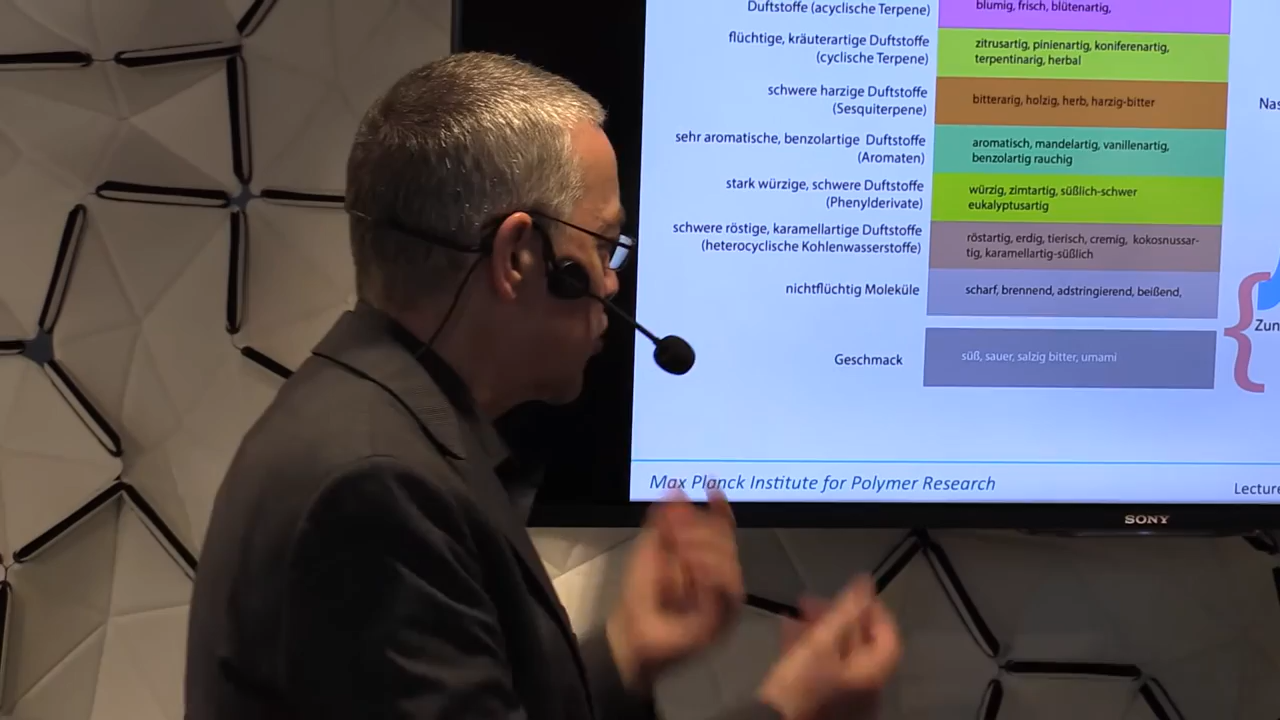 Duftstoffe (acyclische Terpene)
blumig, frisch, blütenartig,
flüchtige, kräuterartige Duftstoffe
(cyclische Terpene)
zitrusartig, pinienartig, koniferenartig,
terpentinarig, herbal
schwere harzige Duftstoffe
(Sesquiterpene)
bitterarig, holzig, herb, harzig-bitter
sehr aromatische, benzolartige Duftstoffe
(Aromaten)
aromatisch, mandelartig, vanillenartig,
benzolartig rauchig
stark würzige, schwere Duftstoffe
(Phenylderivate)
würzig, zimtartig, süßlich-schwer
eukalyptusartig
schwere röstige, karamellartige Duftstoffe
(heterocyclische Kohlenwasserstoffe)
röstartig, erdig, tierisch, cremig, kokosnussar-
tig, karamellartig-süßlich
nichtflüchtig Moleküle
scharf, brennend, adstringierend, beißend,
Geschmack
süß, sauer, salzig bitter, umami
Nas
Zun
Max Planck Institute for Polymer Research
Lecture
SONY